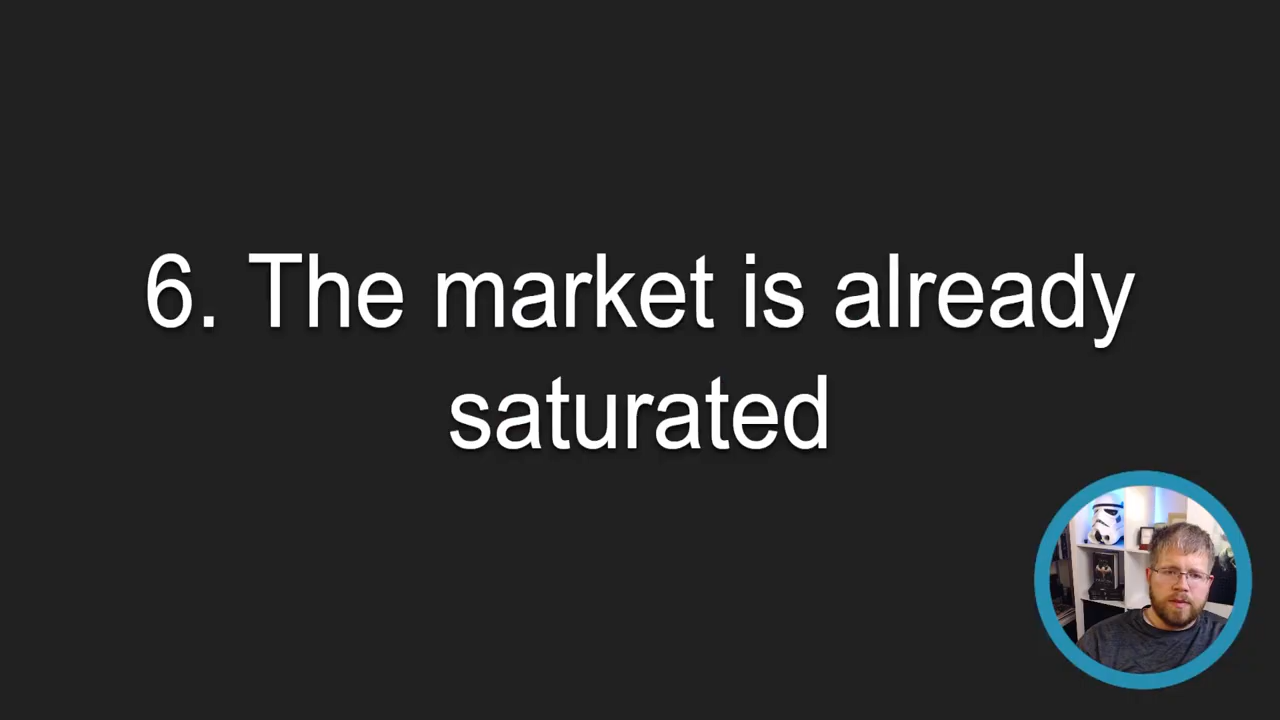 6. The market is already
saturated